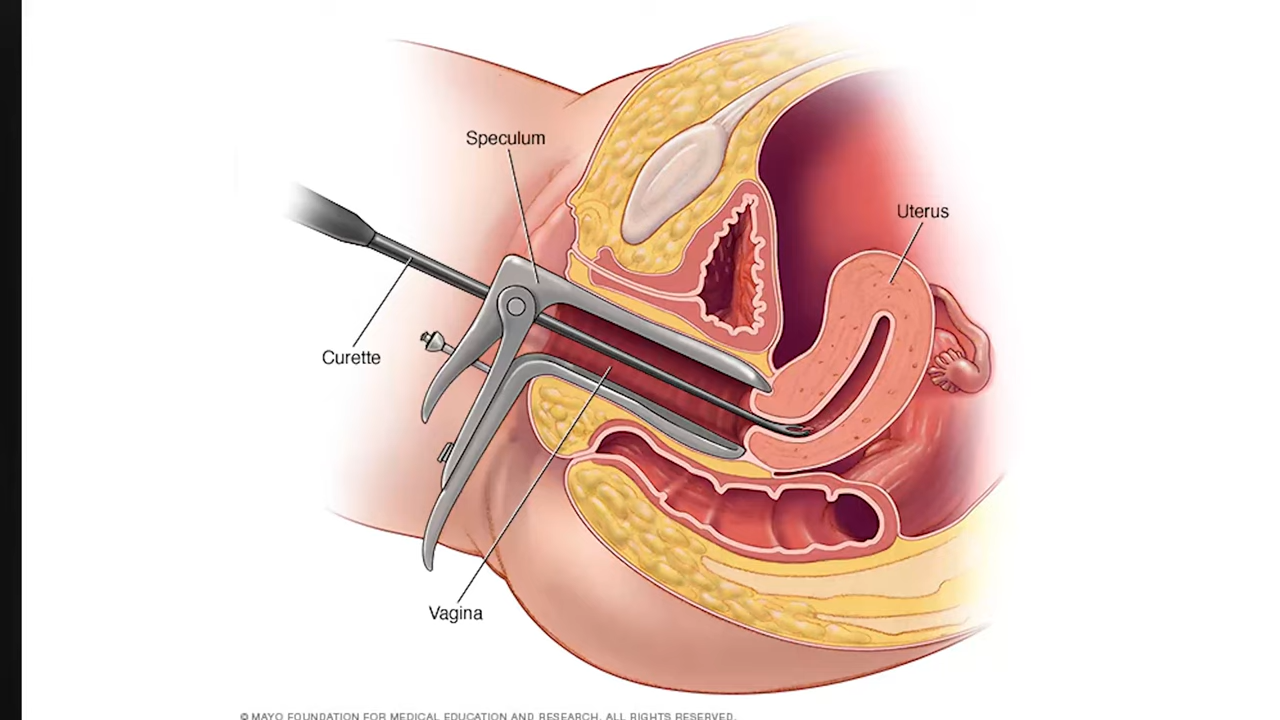 Speculum
Uterus
Curette
Vagina
© MAYO FOUNDATION FOR MEDICAL EDUCATION AND RESEARCH. ALL RIGHTS RESERVED.